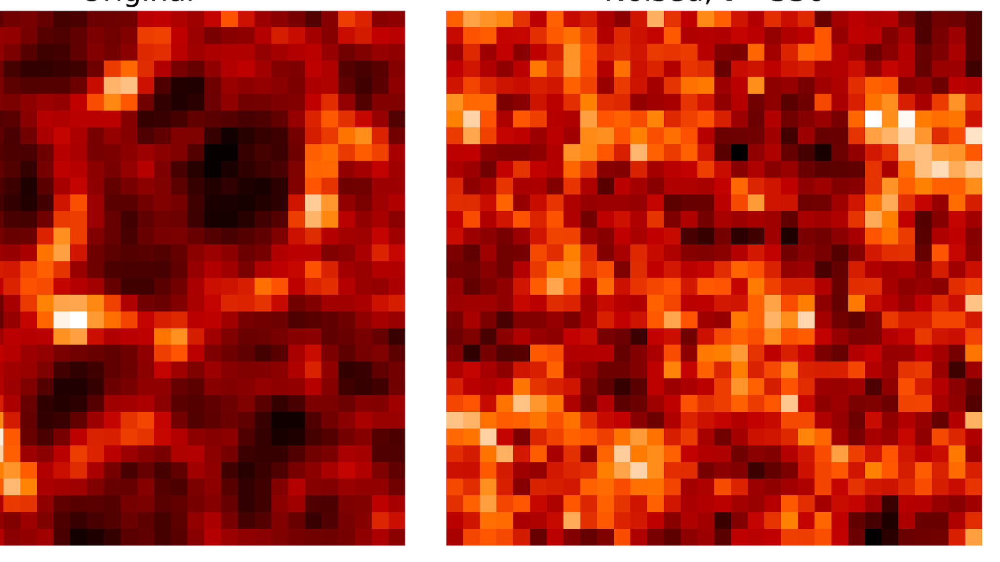 Original
Noised, t =